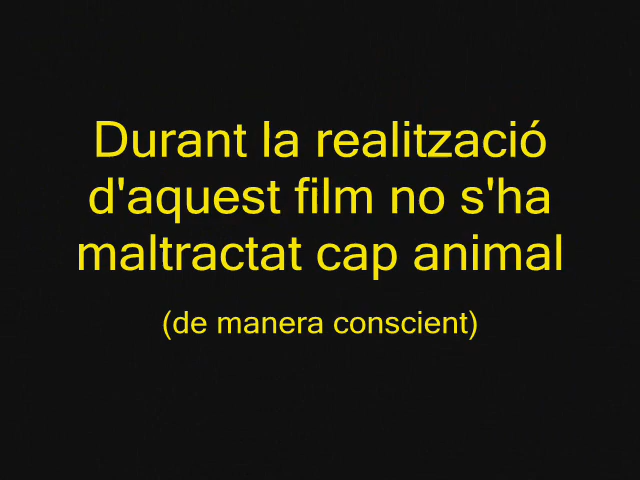 Durant la realització
d'aquest film no s'ha
maltractat cap animal
(de manera conscient)